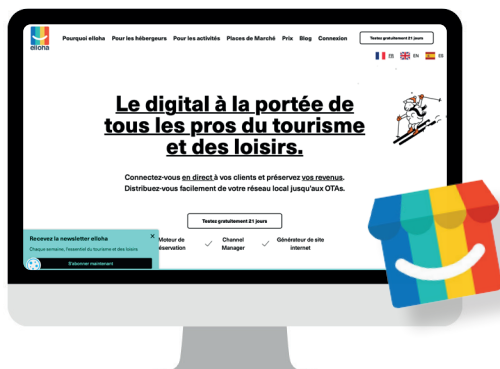 elloha
Pourquoi elloha Pour les hébergeurs Pour les activités Places de Marché Prix Blog Connexion
Testez gratuitement 21 jours
FR EN ES
Le digital à la portée de
tous les pros du tourisme
et des loisirs.
Connectez-vous en direct à vos clients et préservez vos revenus.
Distribuez-vous facilement de votre réseau local jusqu'aux OTAs.
Testez gratuitement 21 jours
Recevez la newsletter elloha
×
Chaque semaine, l'essentiel du tourisme et des loisirs
S'abonner maintenant
Moteur de
éservation
Channel
Manager
Générateur de site
internet